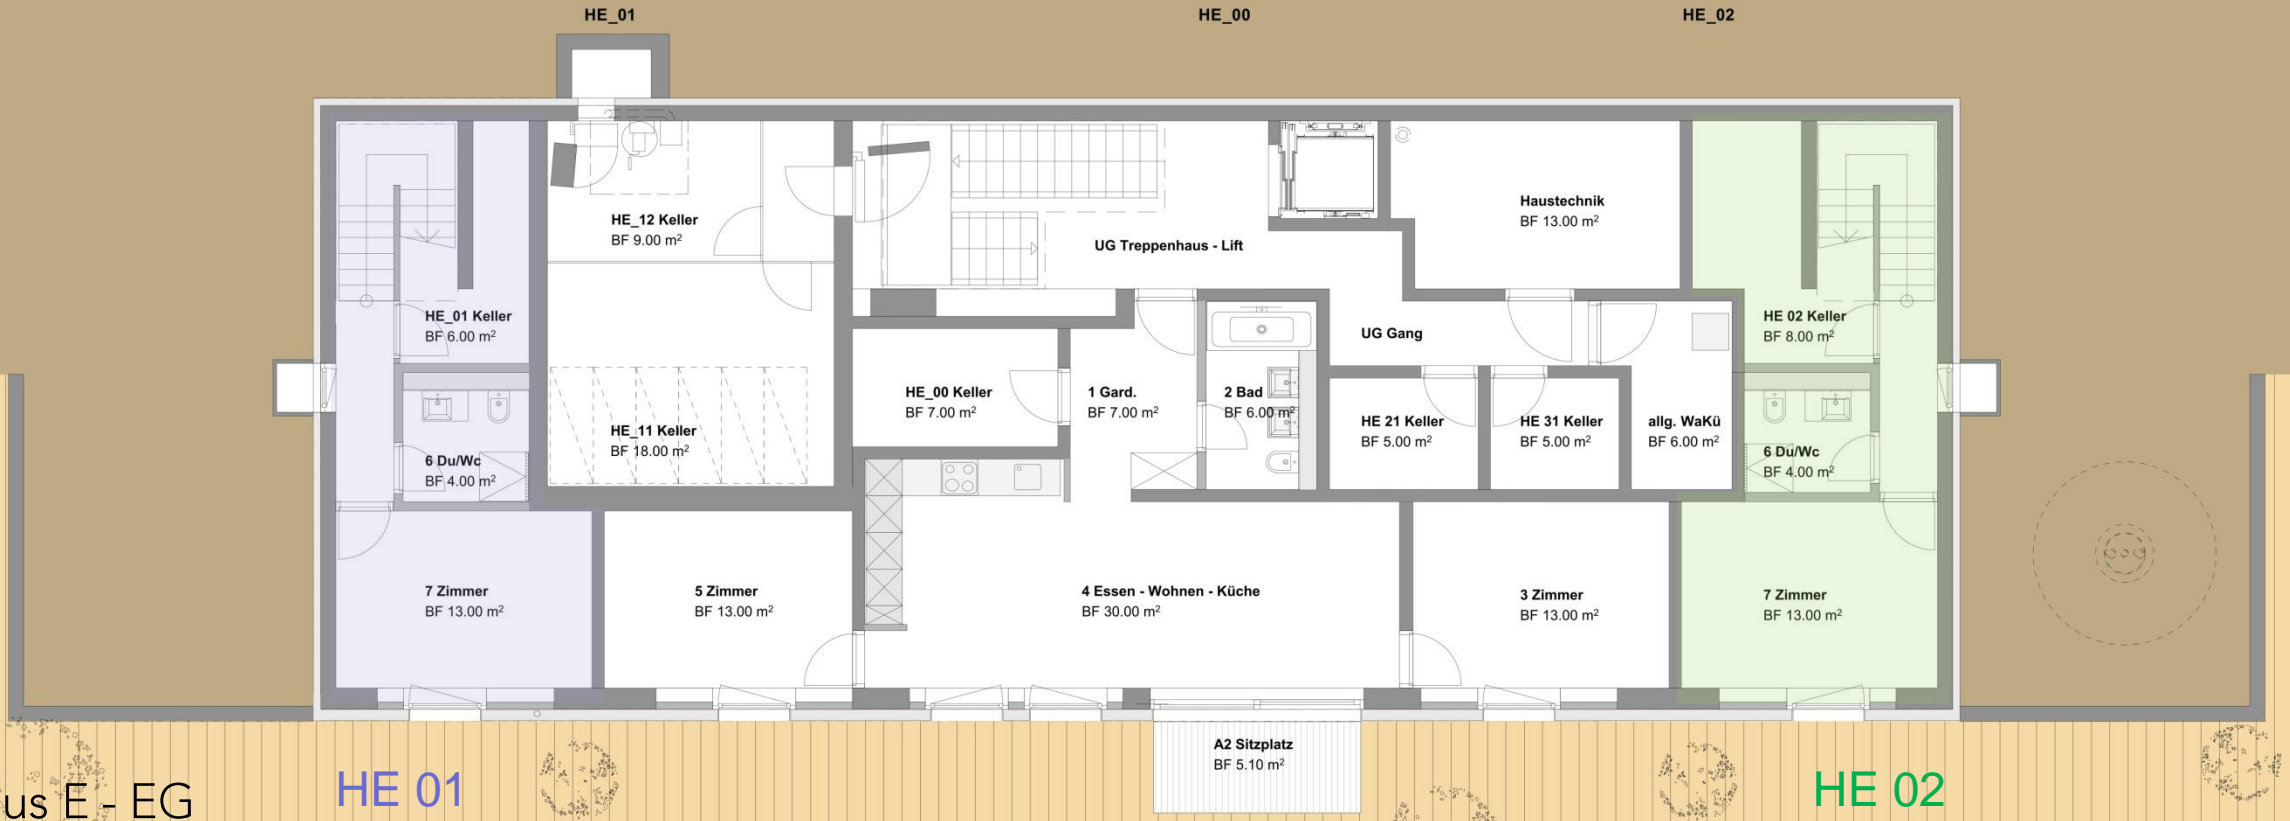 HE_01
HE_00
HE_02
HE_12 Keller
BF 9.00 m²
UG Treppenhaus - Lift
Haustechnik
BF 13.00 m²
HE_01 Keller
BF 6.00 m²
UG Gang
HE 02 Keller
BF 8.00 m²
HE_00 Keller
BF 7.00 m²
1 Gard.
BF 7.00 m²
2 Bad
BF 6.00 m²
HE_11 Keller
BF 18.00 m²
HE 21 Keller
BF 5.00 m²
HE 31 Keller
BF 5.00 m²
allg. WaKü
BF 6.00 m²
6 Du/Wc
BF 4.00 m²
6 Du/Wc
BF 4.00 m²
7 Zimmer
BF 13.00 m²
5 Zimmer
BF 13.00 m²
4 Essen - Wohnen - Küche
BF 30.00 m²
3 Zimmer
BF 13.00 m²
7 Zimmer
BF 13.00 m²
A2 Sitzplatz
BF 5.10 m²
us E - EG
HE 01
HE 02